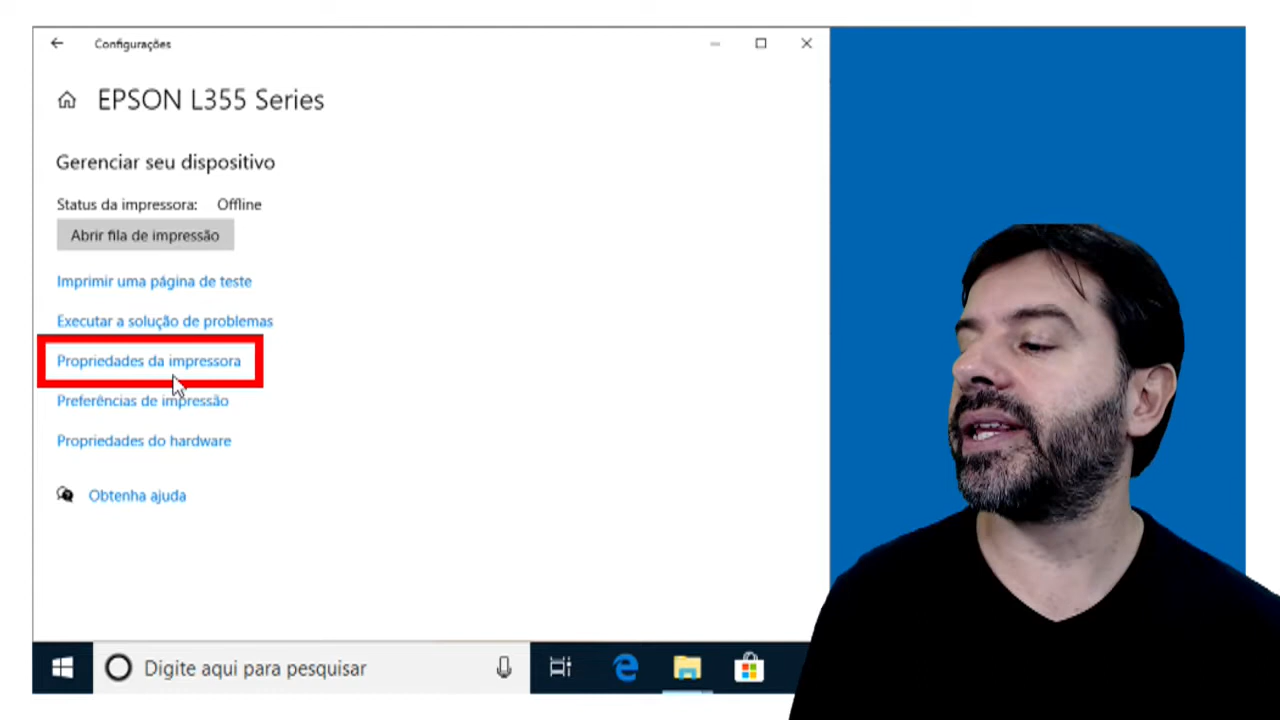 Configurações
EPSON L355 Series
Gerenciar seu dispositivo
Status da impressora: Offline
Abrir fila de impressão
Imprimir uma página de teste
Executar a solução de problemas
Propriedades da impressora
Preferências de impressão
Propriedades do hardware
Obtenha ajuda
Digite aqui para pesquisar